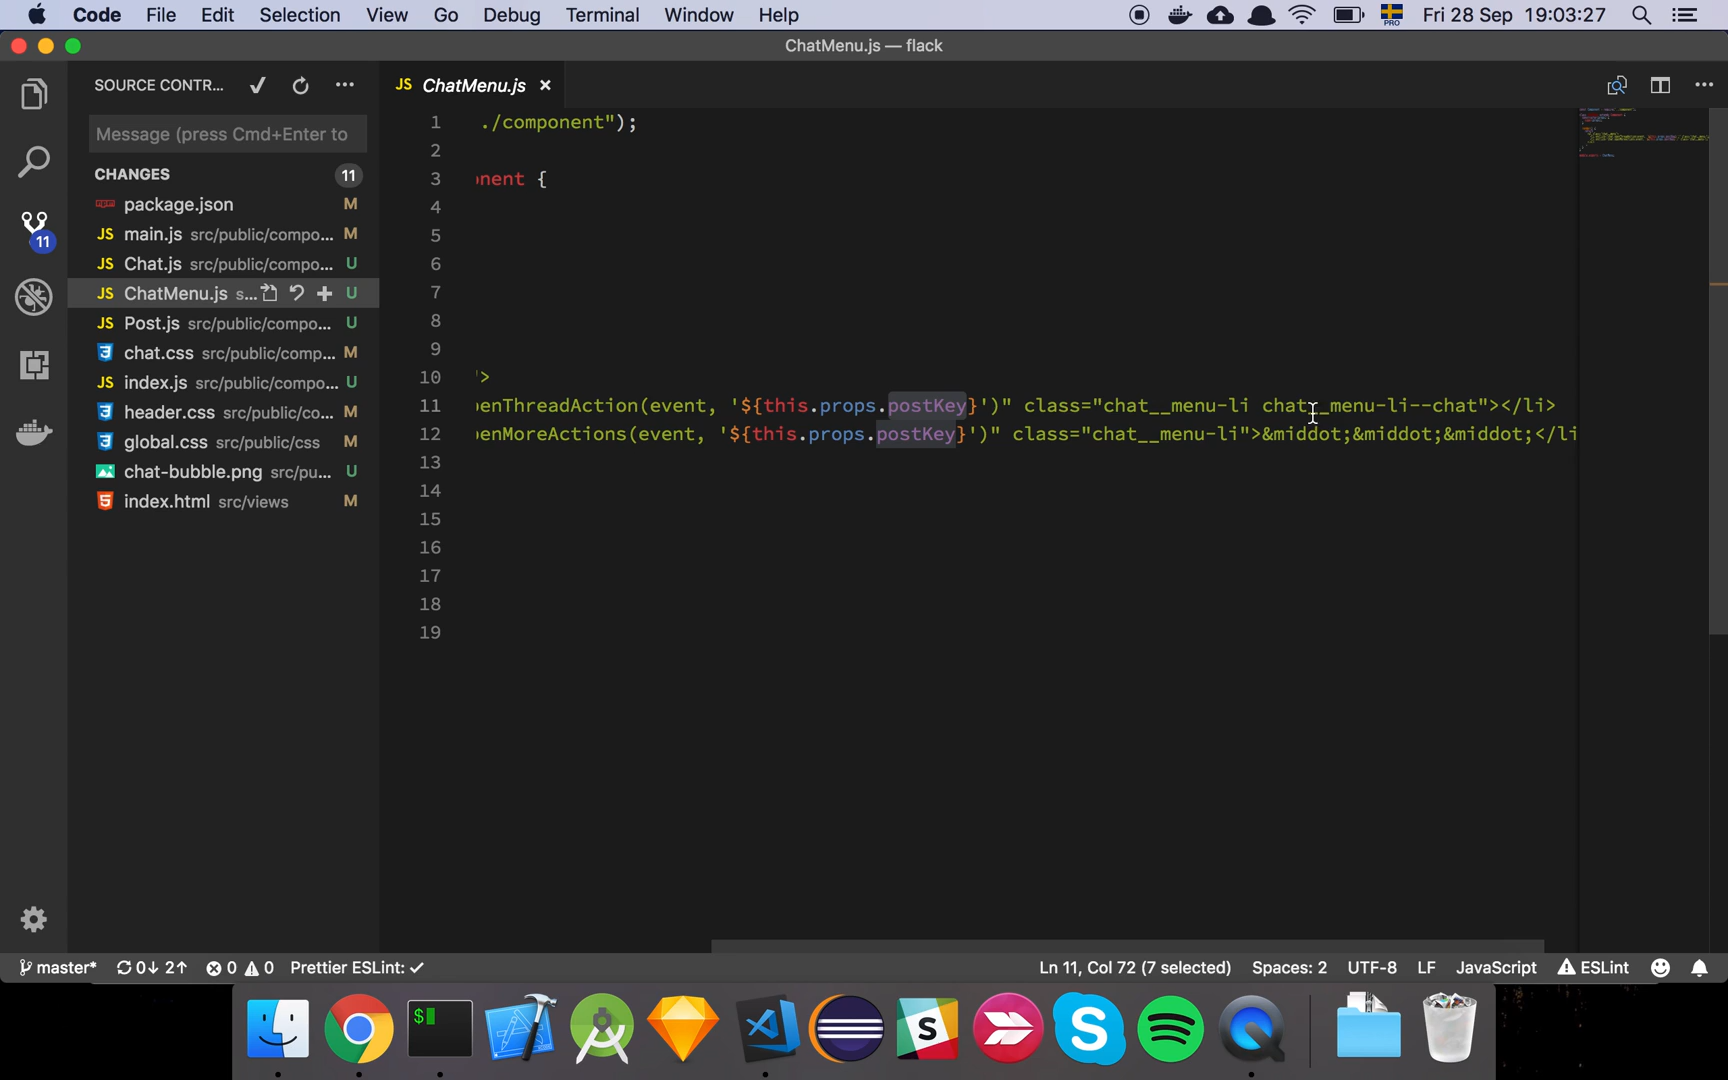 Code File Edit Selection View Go Debug Terminal Window Help PRO Fri 28 Sep 19:03:27
ChatMenu.js — flack
SOURCE CONTR...
JS ChatMenu.js
Message (press Cmd+Enter to
CHANGES 11
package.json M
JS main.js src/public/compo... M
JS Chat.js src/public/compo... U
JS ChatMenu.js s... U
JS Post.js src/public/compo... U
chat.css src/public/comp... M
JS index.js src/public/compo... U
header.css src/public/co... M
global.css src/public/css M
chat-bubble.png src/pu... U
index.html src/views M
11
1 ./component");
2
3 nent {
4
5
6
7
8
9
10 '>
11 enThreadAction(event, '${this.props.postKey}')" class="chat__menu-li chat__menu-li--chat"></li>
12 enMoreActions(event, '${this.props.postKey}')" class="chat__menu-li">&middot;&middot;&middot;</li
13
14
15
16
17
18
19
master* 0↓ 2↑ 0 0 Prettier ESLint: ✓ Ln 11, Col 72 (7 selected) Spaces: 2 UTF-8 LF JavaScript ESLint
$
S
S